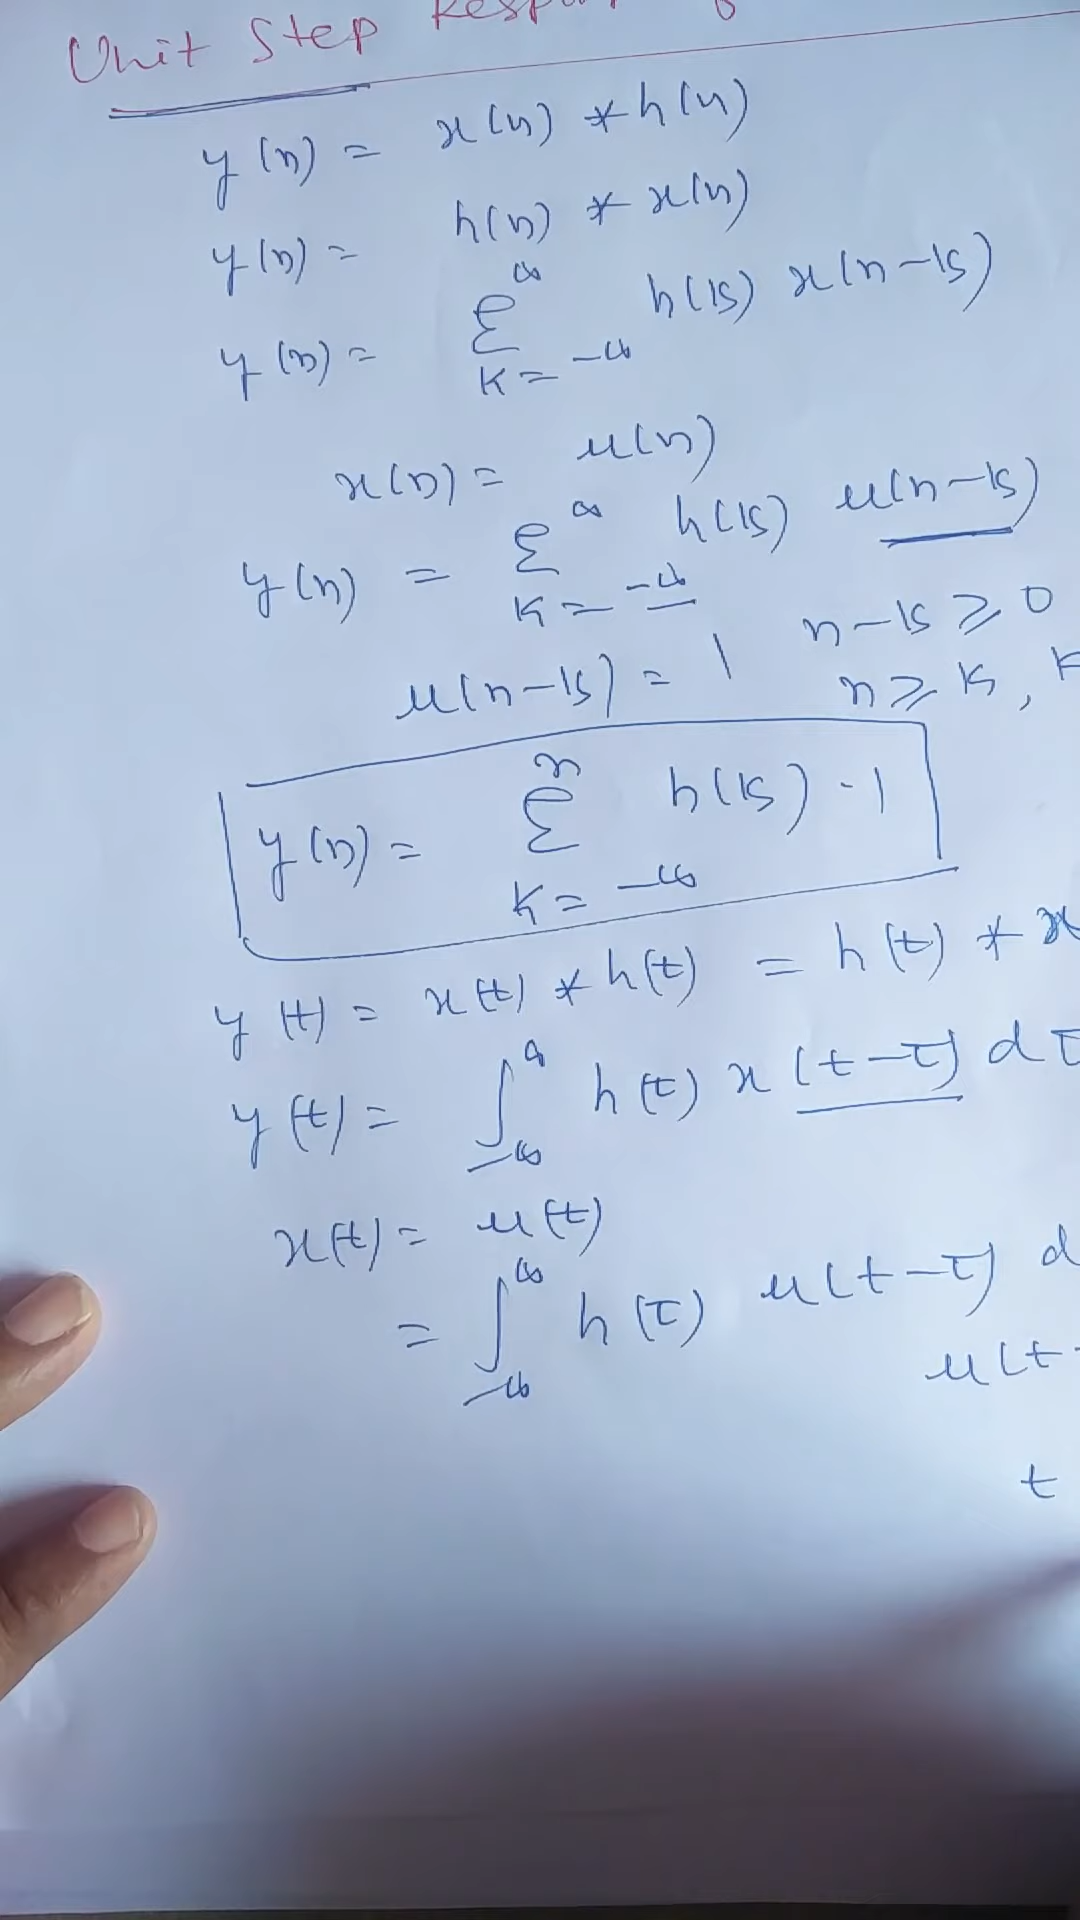 Unit Step
y(n) = x(n) * h(n)
y(n) = h(n) * x(n)
y(n) = Σ_{k=-∞}^{∞} h(k) x(n-k)
x(n) = u(n)
y(n) = Σ_{k=-∞}^{∞} h(k) u(n-k)
u(n-k) = 1 n-k ≥ 0
n ≥ k,
y(n) = Σ_{k=-∞}^{n} h(k) · 1
y(t) = x(t) * h(t) = h(t) * x
y(t) = ∫_{-∞}^{∞} h(τ) x(t-τ) dτ
x(t) = u(t)
= ∫_{-∞}^{∞} h(τ) u(t-τ) d
u(t-
t